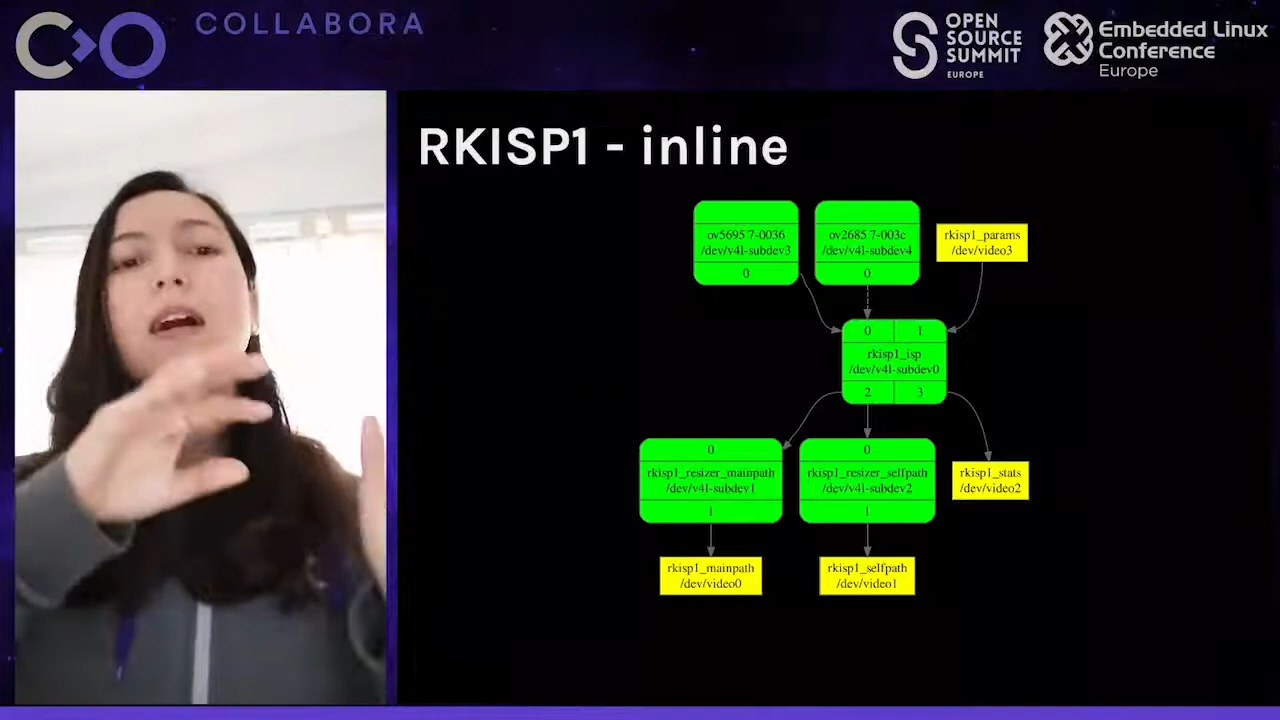 COLLABORA
OPEN
SOURCE
SUMMIT
EUROPE
Embedded Linux
Conference
Europe
RKISP1 - inline
ov5695 7-0036
/dev/v4l-subdev3
0
ov2685 7-003c
/dev/v4l-subdev4
0
rkisp1_params
/dev/video3
0 1
rkisp1_isp
/dev/v4l-subdev0
2 3
0
rkisp1_resizer_mainpath
/dev/v4l-subdev1
1
0
rkisp1_resizer_selfpath
/dev/v4l-subdev2
1
rkisp1_stats
/dev/video2
rkisp1_mainpath
/dev/video0
rkisp1_selfpath
/dev/video1